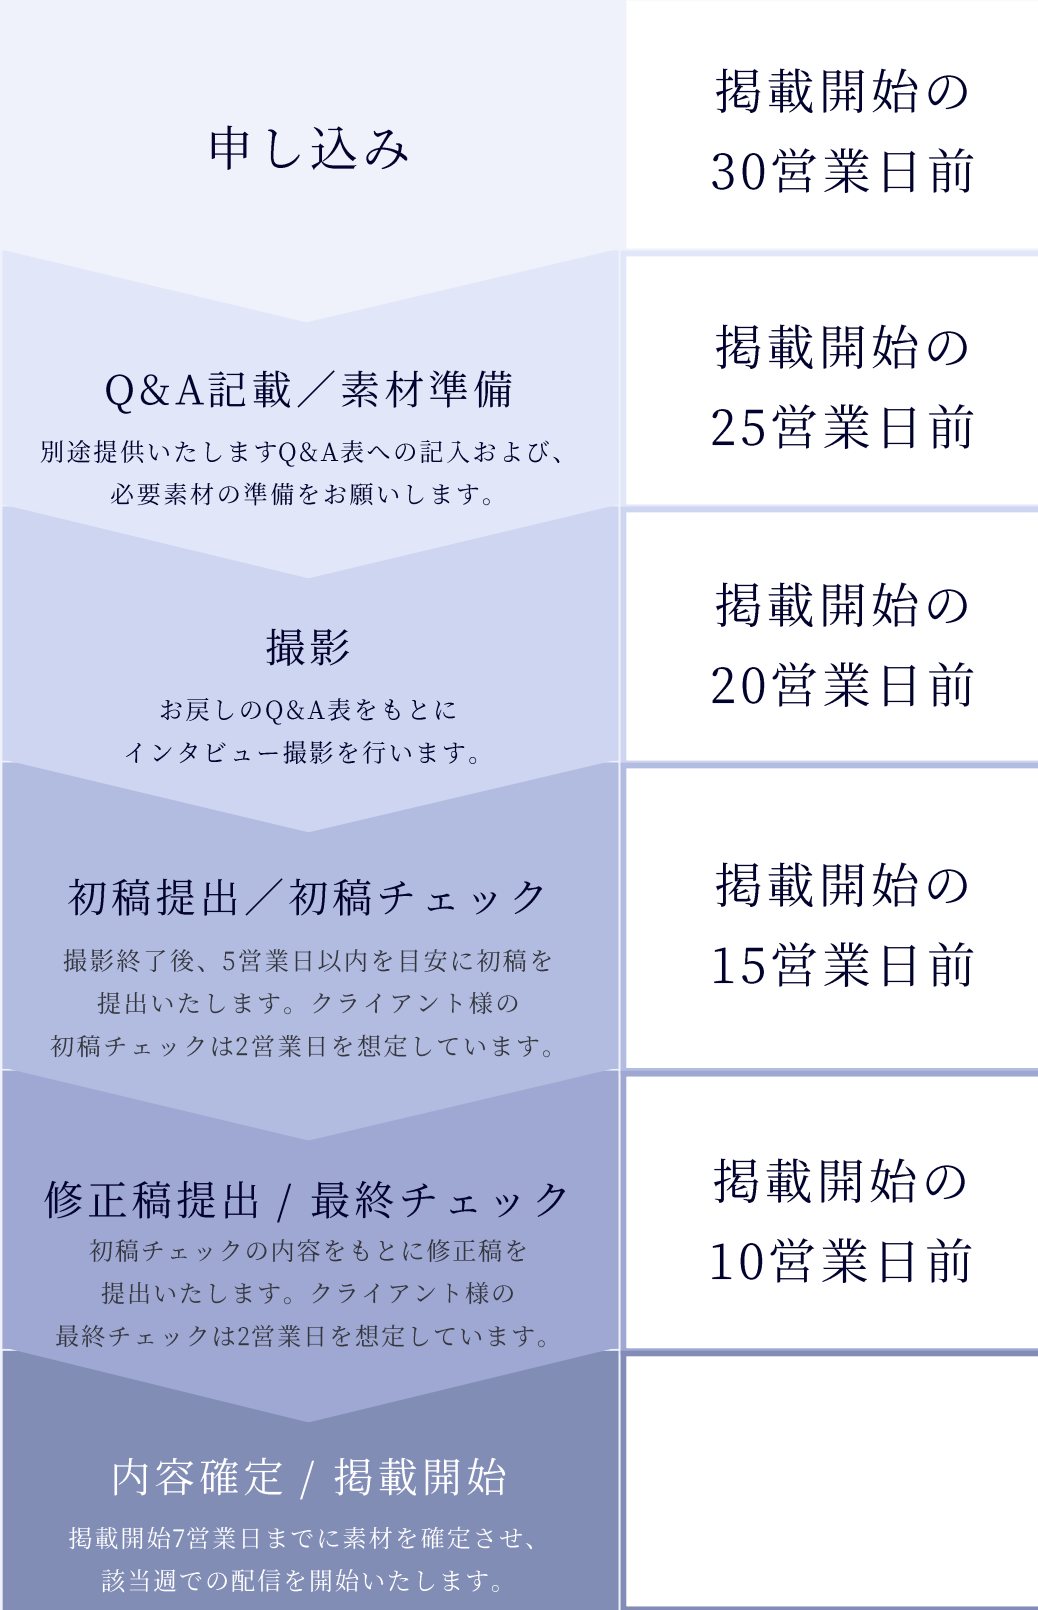 申し込み
掲載開始の
30営業日前
Q&A記載／素材準備
別途提供いたしますQ&A表への記入および、
必要素材の準備をお願いします。
掲載開始の
25営業日前
撮影
お戻しのQ&A表をもとに
インタビュー撮影を行います。
掲載開始の
20営業日前
初稿提出／初稿チェック
撮影終了後、5営業日以内を目安に初稿を
提出いたします。クライアント様の
初稿チェックは2営業日を想定しています。
掲載開始の
15営業日前
修正稿提出 / 最終チェック
初稿チェックの内容をもとに修正稿を
提出いたします。クライアント様の
最終チェックは2営業日を想定しています。
掲載開始の
10営業日前
内容確定 / 掲載開始
掲載開始7営業日までに素材を確定させ、
該当週での配信を開始いたします。